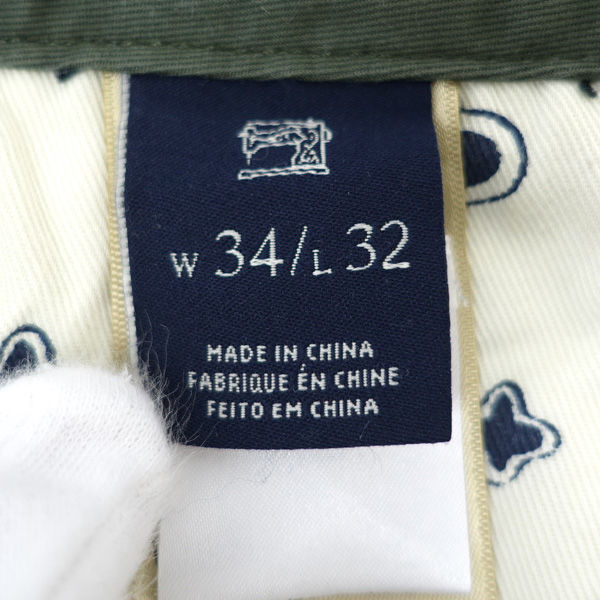 W 34/L 32
MADE IN CHINA
FABRIQUE ÉN CHINE
FEITO EM CHINA